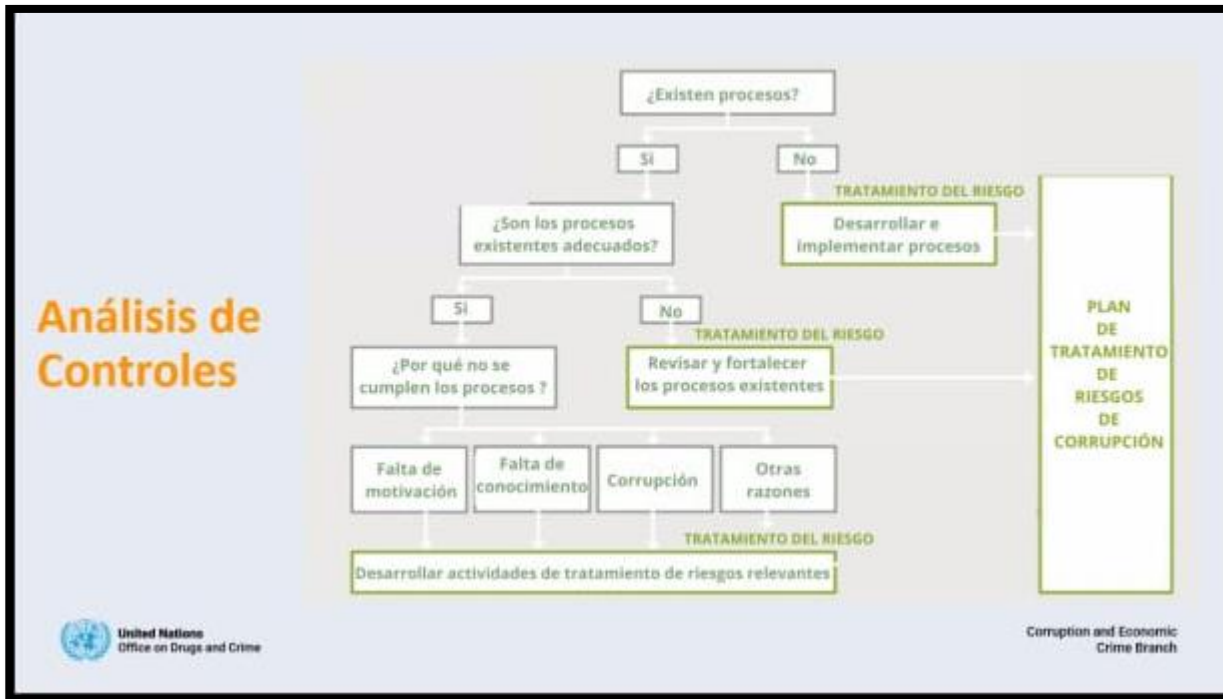 ¿Existen procesos?
Si
No
TRATAMIENTO DEL RIESGO
¿Son los procesos
existentes adecuados?
Desarrollar e
implementar procesos
Análisis de
Controles
Si
No
TRATAMIENTO DEL RIESGO
¿Por qué no se
cumplen los procesos ?
Revisar y fortalecer
los procesos existentes
PLAN
DE
TRATAMIENTO
DE
RIESGOS
DE
CORRUPCIÓN
Falta de
motivación
Falta de
conocimiento
Corrupción
Otras
razones
TRATAMIENTO DEL RIESGO
Desarrollar actividades de tratamiento de riesgos relevantes
United Nations
Office on Drugs and Crime
Corruption and Economic
Crime Branch